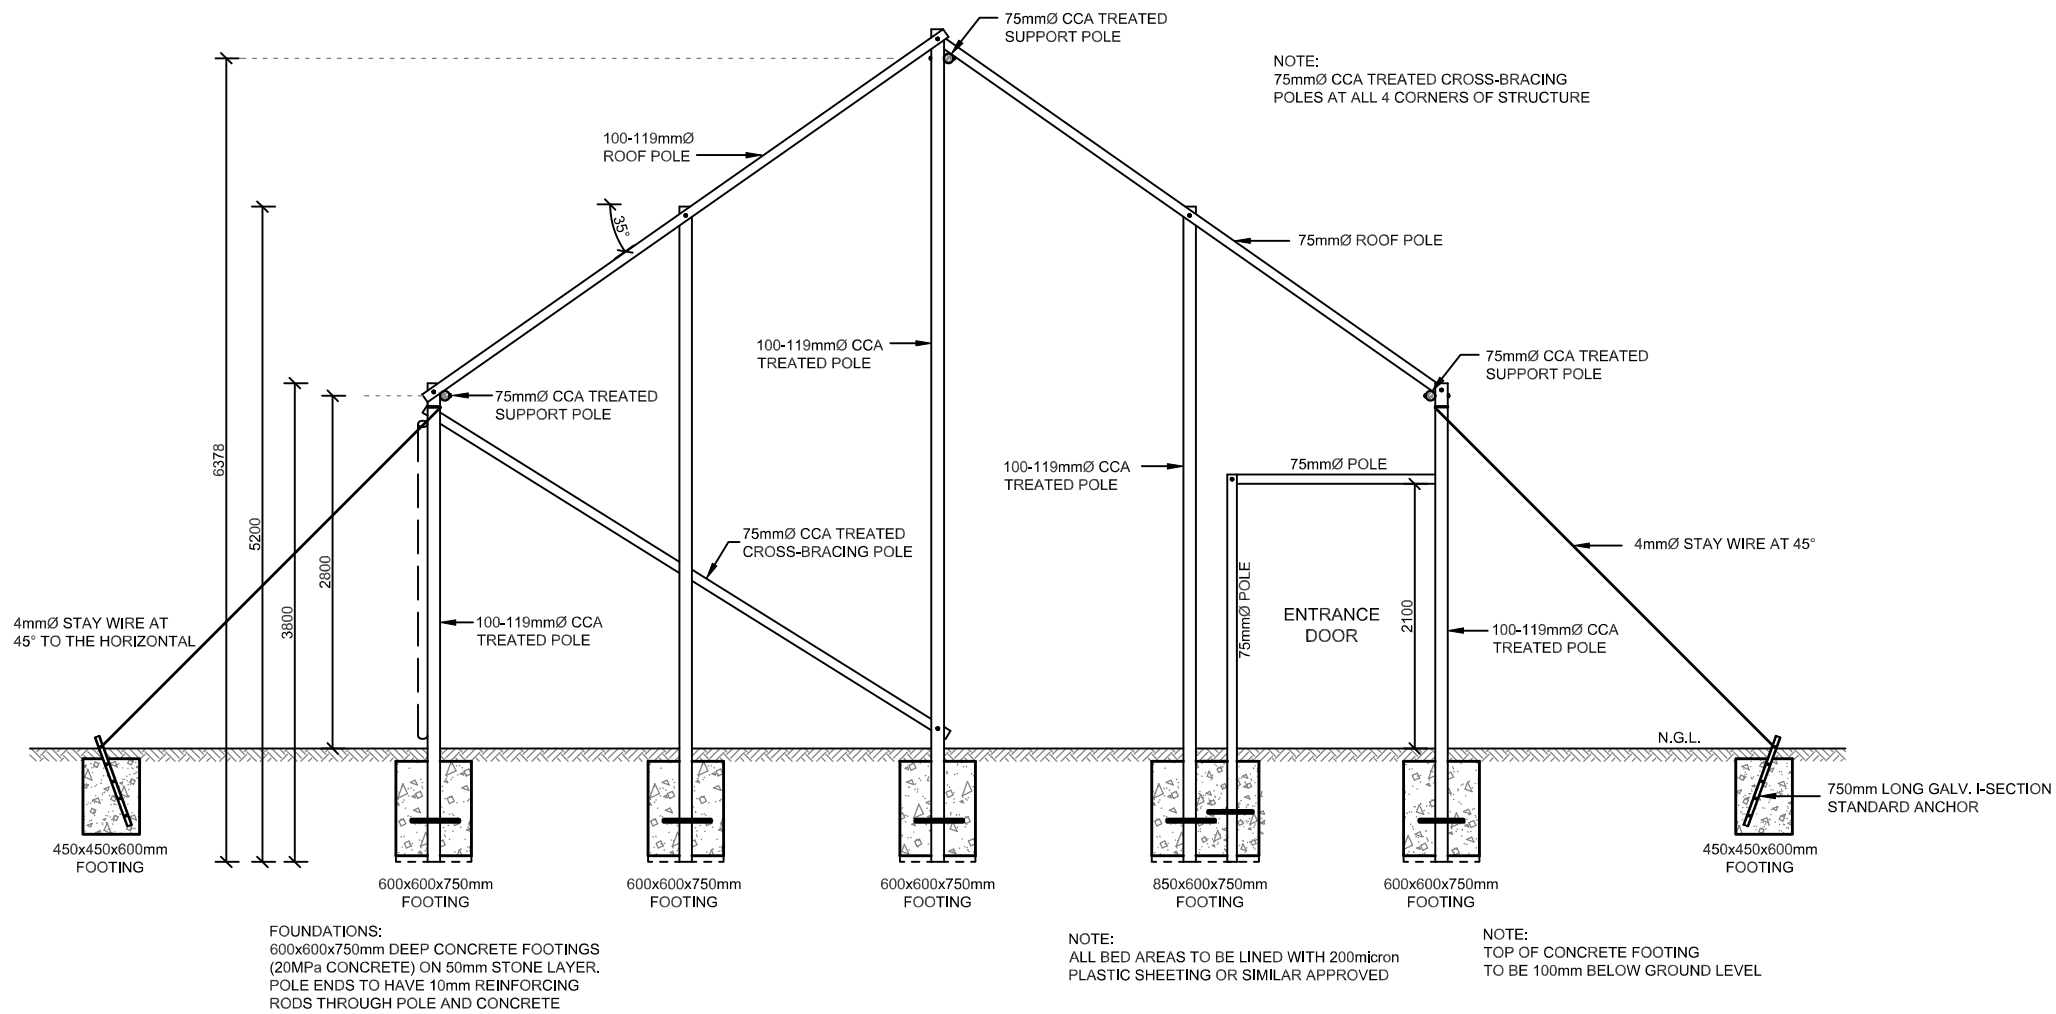 75mmØ CCA TREATED
SUPPORT POLE
NOTE:
75mmØ CCA TREATED CROSS-BRACING
POLES AT ALL 4 CORNERS OF STRUCTURE
100-119mmØ
ROOF POLE
35°
75mmØ ROOF POLE
100-119mmØ CCA
TREATED POLE
75mmØ CCA TREATED
SUPPORT POLE
75mmØ CCA TREATED
SUPPORT POLE
6378
5200
3800
2800
100-119mmØ CCA
TREATED POLE
75mmØ POLE
75mmØ CCA TREATED
CROSS-BRACING POLE
4mmØ STAY WIRE AT 45°
75mmØ POLE
ENTRANCE
DOOR
2100
4mmØ STAY WIRE AT
45° TO THE HORIZONTAL
100-119mmØ CCA
TREATED POLE
100-119mmØ CCA
TREATED POLE
N.G.L.
750mm LONG GALV. I-SECTION
STANDARD ANCHOR
450x450x600mm
FOOTING
450x450x600mm
FOOTING
600x600x750mm
FOOTING
600x600x750mm
FOOTING
600x600x750mm
FOOTING
850x600x750mm
FOOTING
600x600x750mm
FOOTING
FOUNDATIONS:
600x600x750mm DEEP CONCRETE FOOTINGS
(20MPa CONCRETE) ON 50mm STONE LAYER.
POLE ENDS TO HAVE 10mm REINFORCING
RODS THROUGH POLE AND CONCRETE
NOTE:
ALL BED AREAS TO BE LINED WITH 200micron
PLASTIC SHEETING OR SIMILAR APPROVED
NOTE:
TOP OF CONCRETE FOOTING
TO BE 100mm BELOW GROUND LEVEL